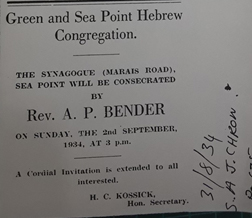 Green and Sea Point Hebrew
Congregation.
THE SYNAGOGUE (MARAIS ROAD),
SEA POINT WILL BE CONSECRATED
BY
Rev. A. P. BENDER
ON SUNDAY, THE 2ND SEPTEMBER,
1934, AT 3 p.m.
A Cordial Invitation is extended to all
interested.
H. C. KOSSICK,
Hon. Secretary.
31/8/34
S.A J. CHRON.